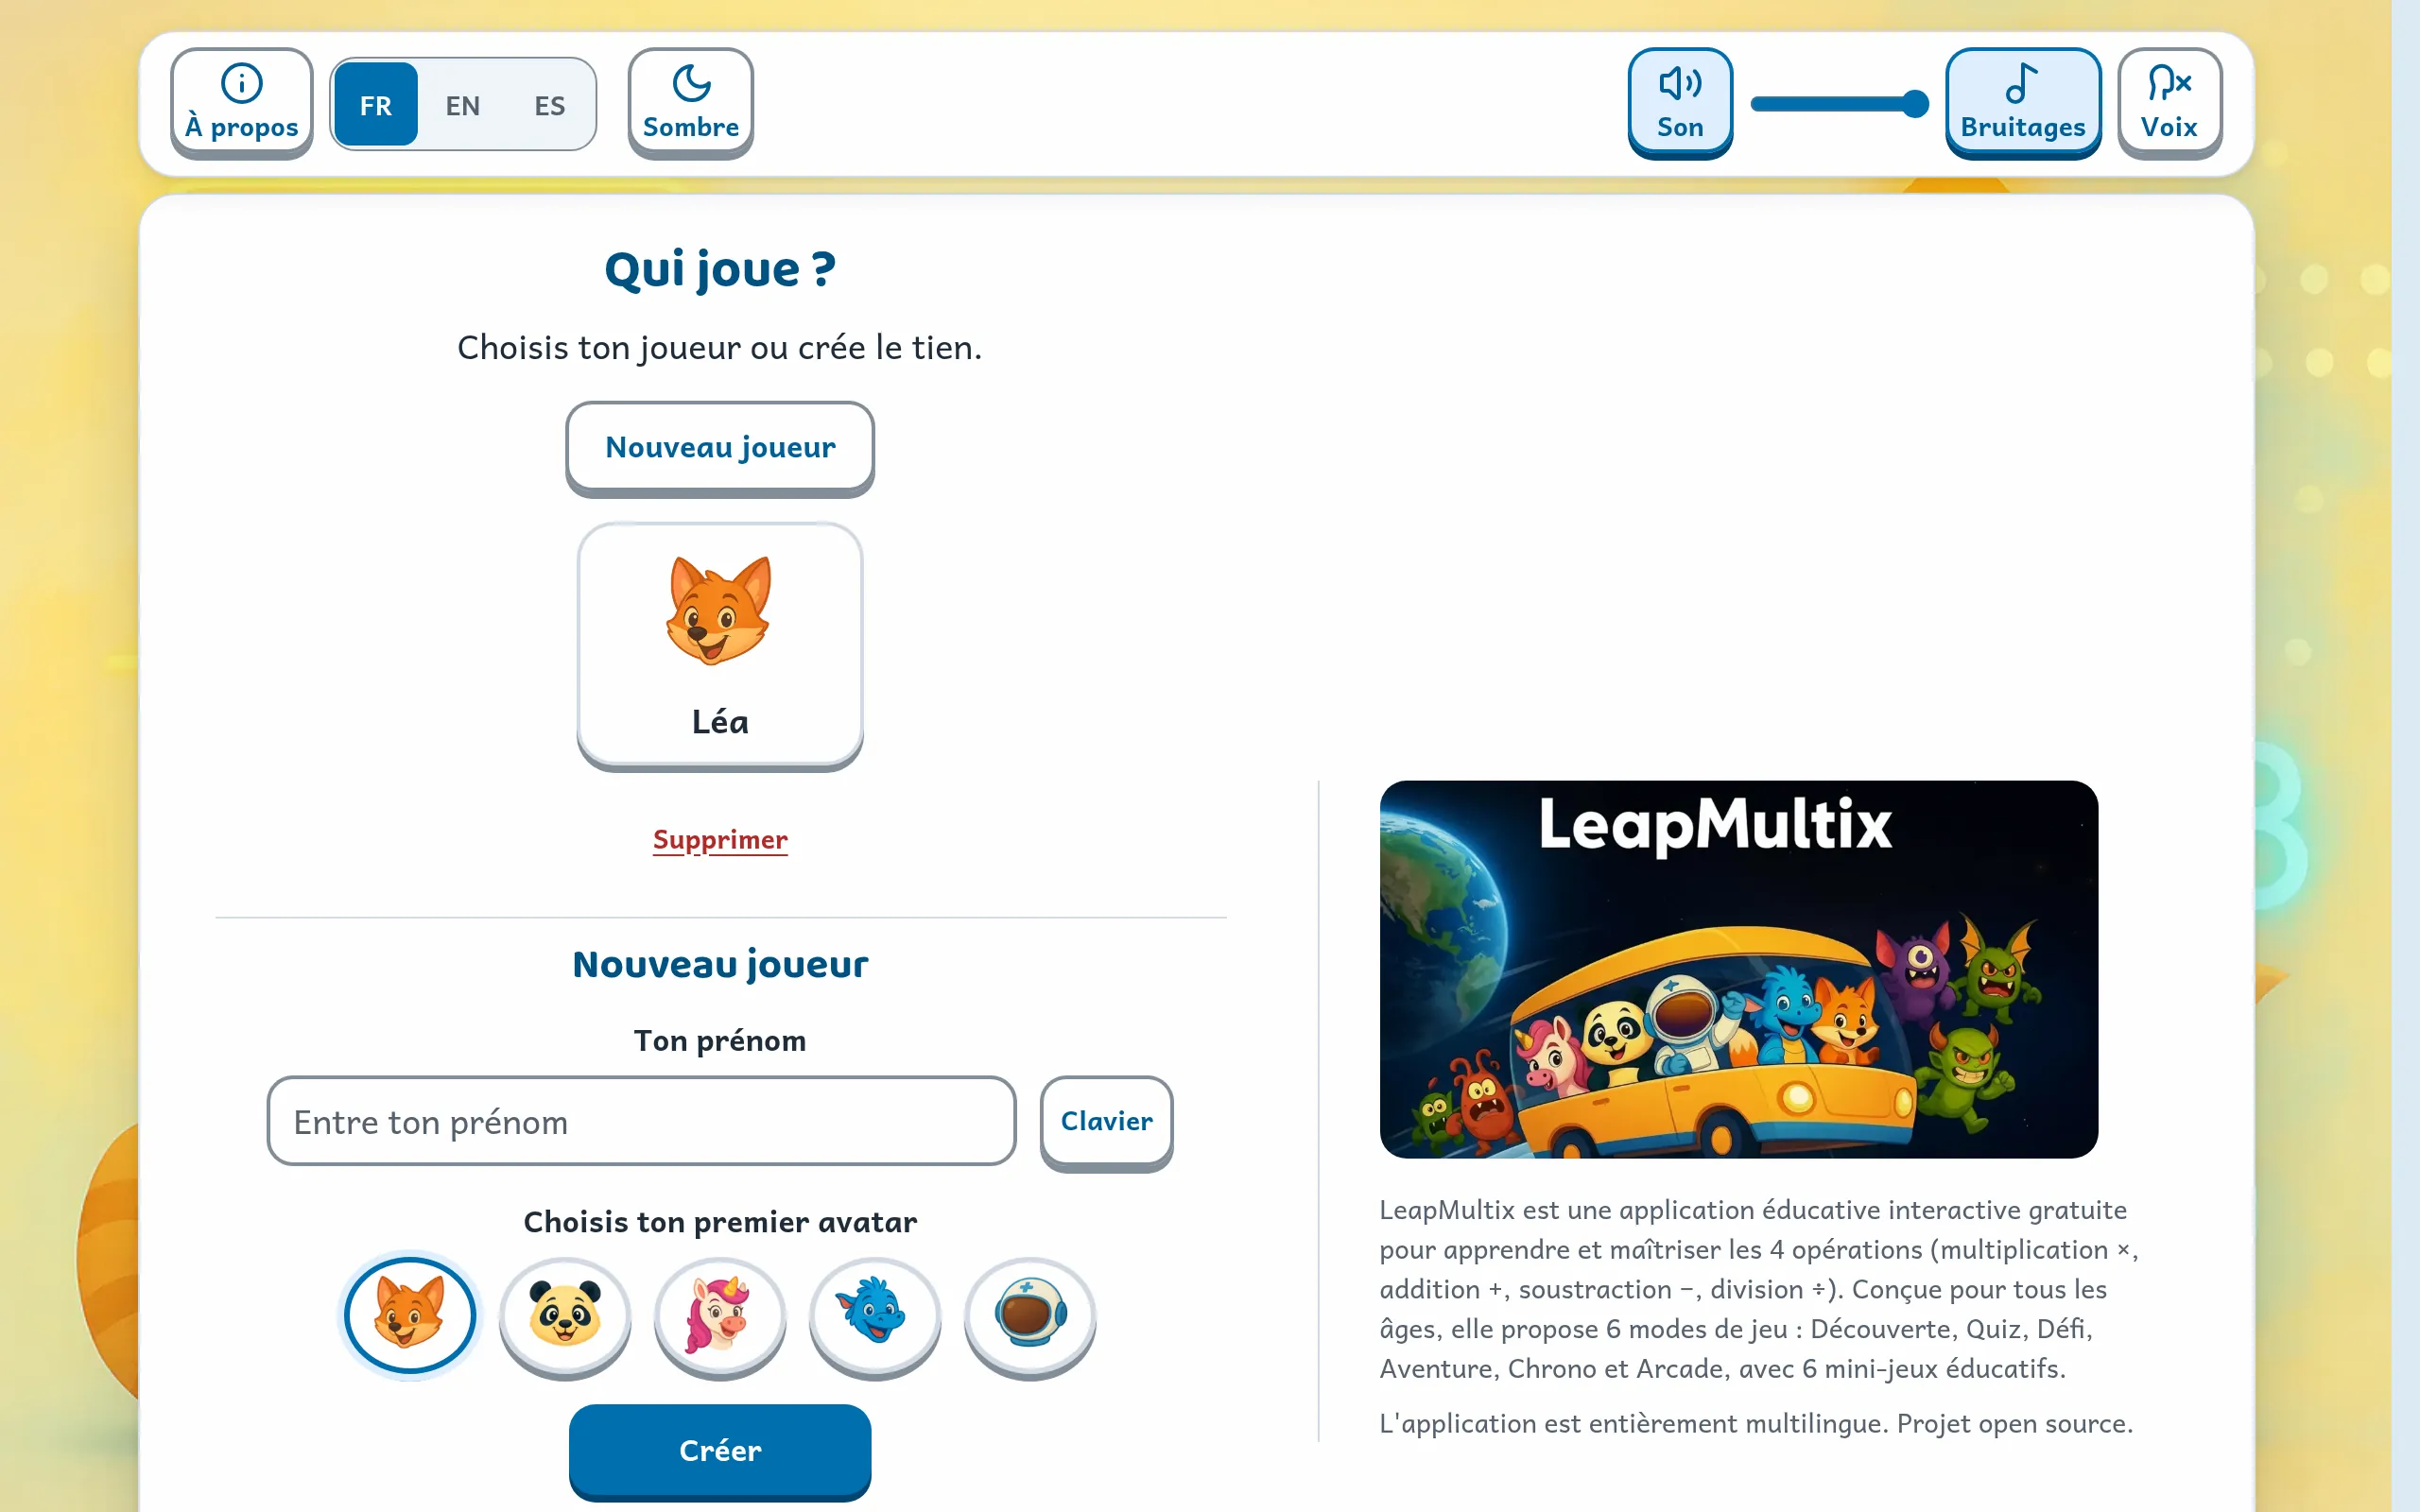 À propos
FR
EN
ES
Sombre
Son
Bruitages
Voix
Qui joue ?
Choisis ton joueur ou crée le tien.
Nouveau joueur
Léa
Supprimer
Nouveau joueur
Ton prénom
Entre ton prénom
Clavier
Choisis ton premier avatar
Créer
LeapMultix
LeapMultix est une application éducative interactive gratuite
pour apprendre et maîtriser les 4 opérations (multiplication ×,
addition +, soustraction −, division ÷). Conçue pour tous les
âges, elle propose 6 modes de jeu : Découverte, Quiz, Défi,
Aventure, Chrono et Arcade, avec 6 mini-jeux éducatifs.
L'application est entièrement multilingue. Projet open source.